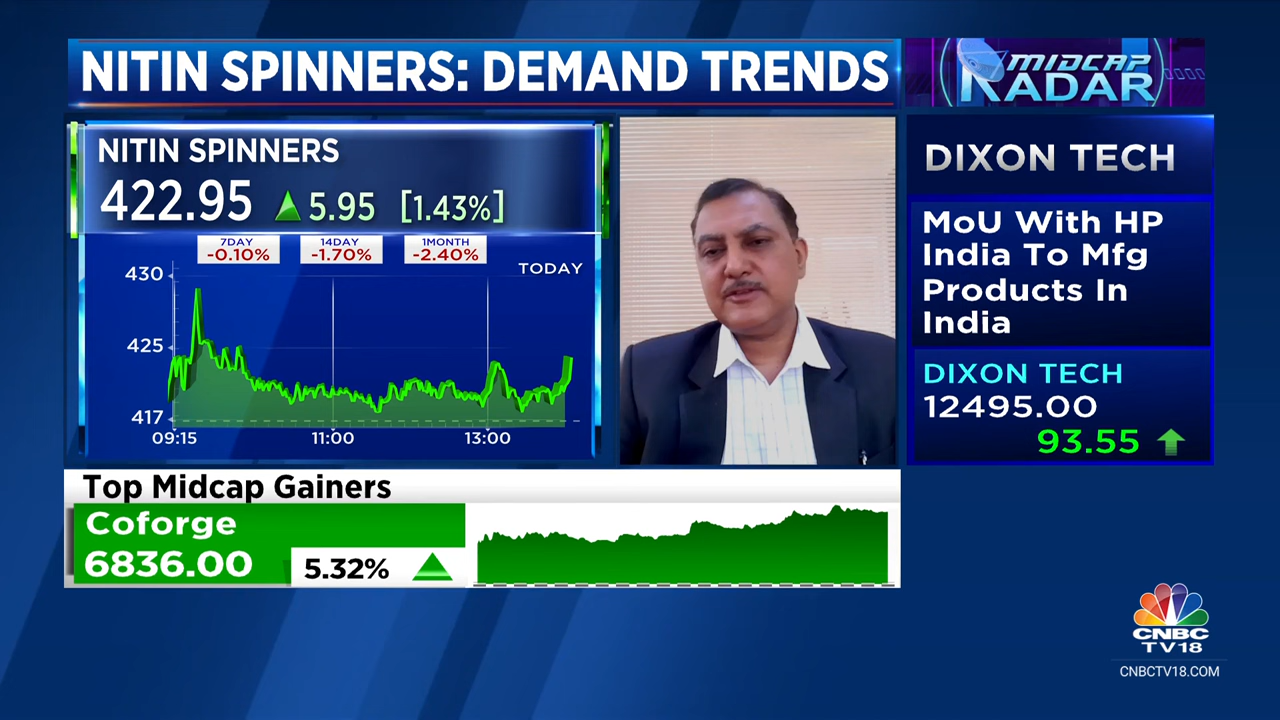 NITIN SPINNERS: DEMAND TRENDS
MIDCAP
RADAR
NITIN SPINNERS
422.95 ▲ 5.95 [1.43%]
7DAY
-0.10%
14DAY
-1.70%
1MONTH
-2.40%
TODAY
430
425
417
09:15 11:00 13:00
DIXON TECH
MoU With HP
India To Mfg
Products In
India
DIXON TECH
12495.00
93.55
Top Midcap Gainers
Coforge
6836.00 5.32%
CNBC
TV18
CNBCTV18.COM